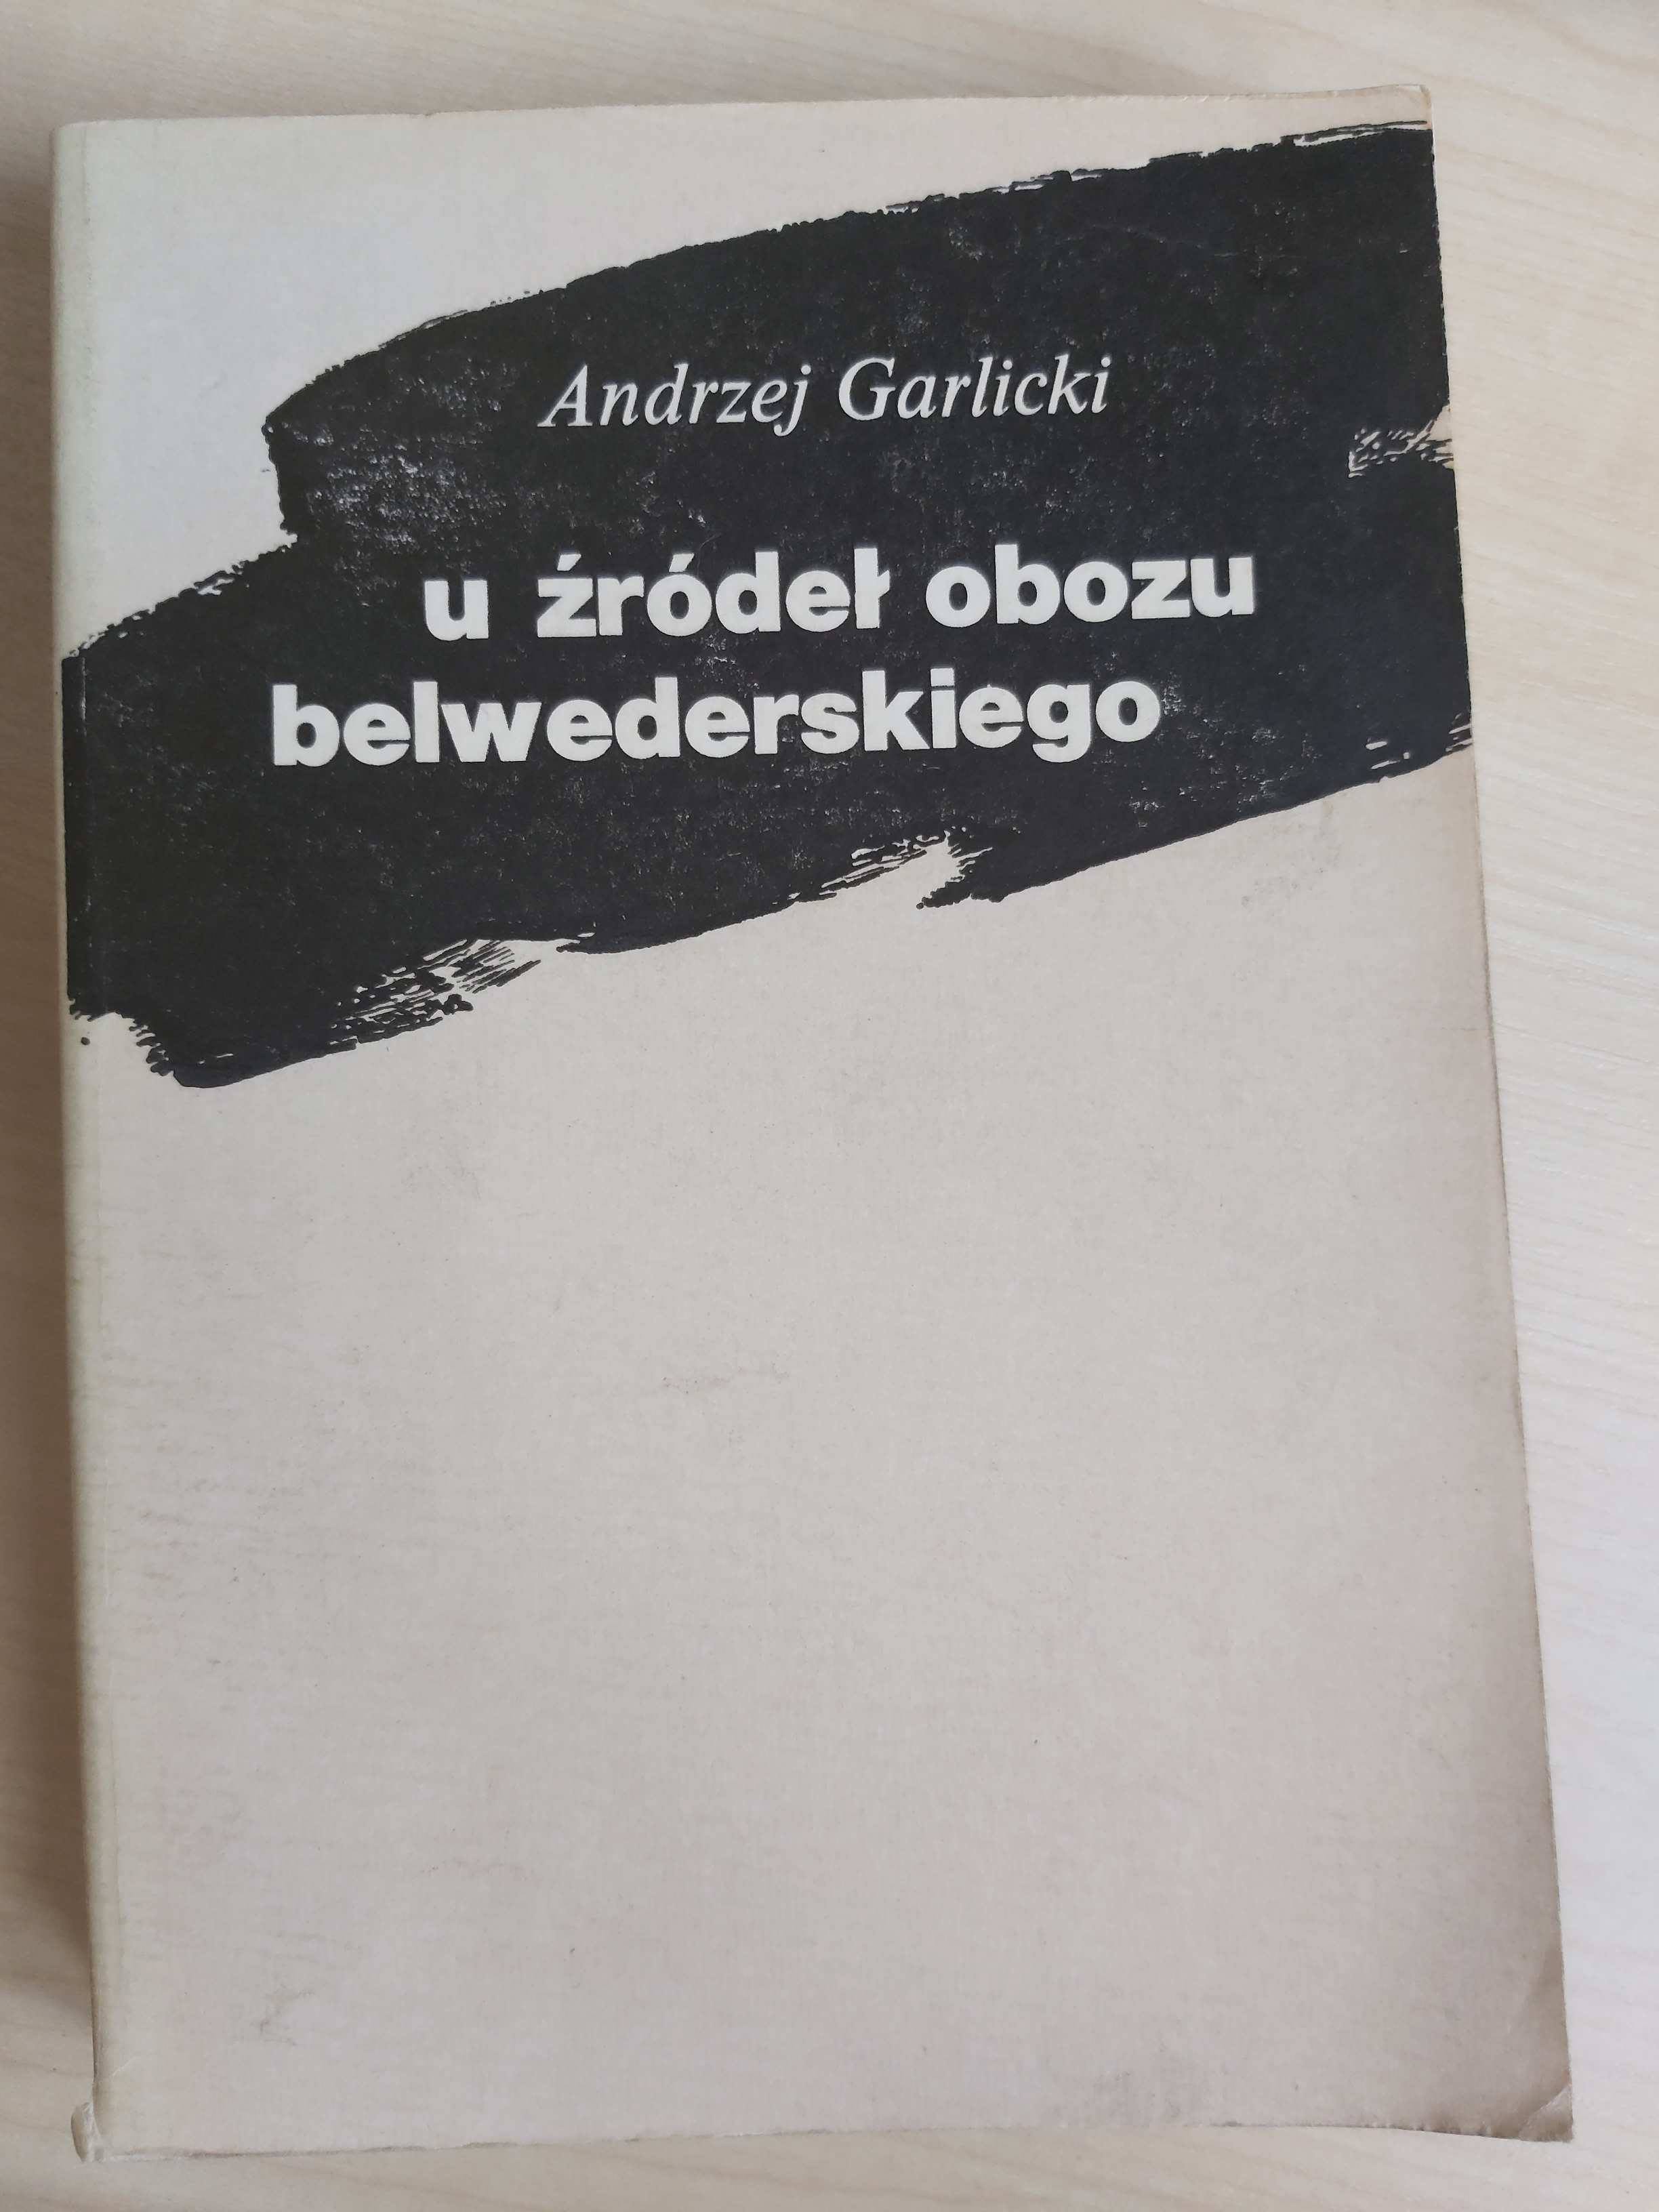 Andrzej Garlicki
u źródeł obozu
belwederskiego